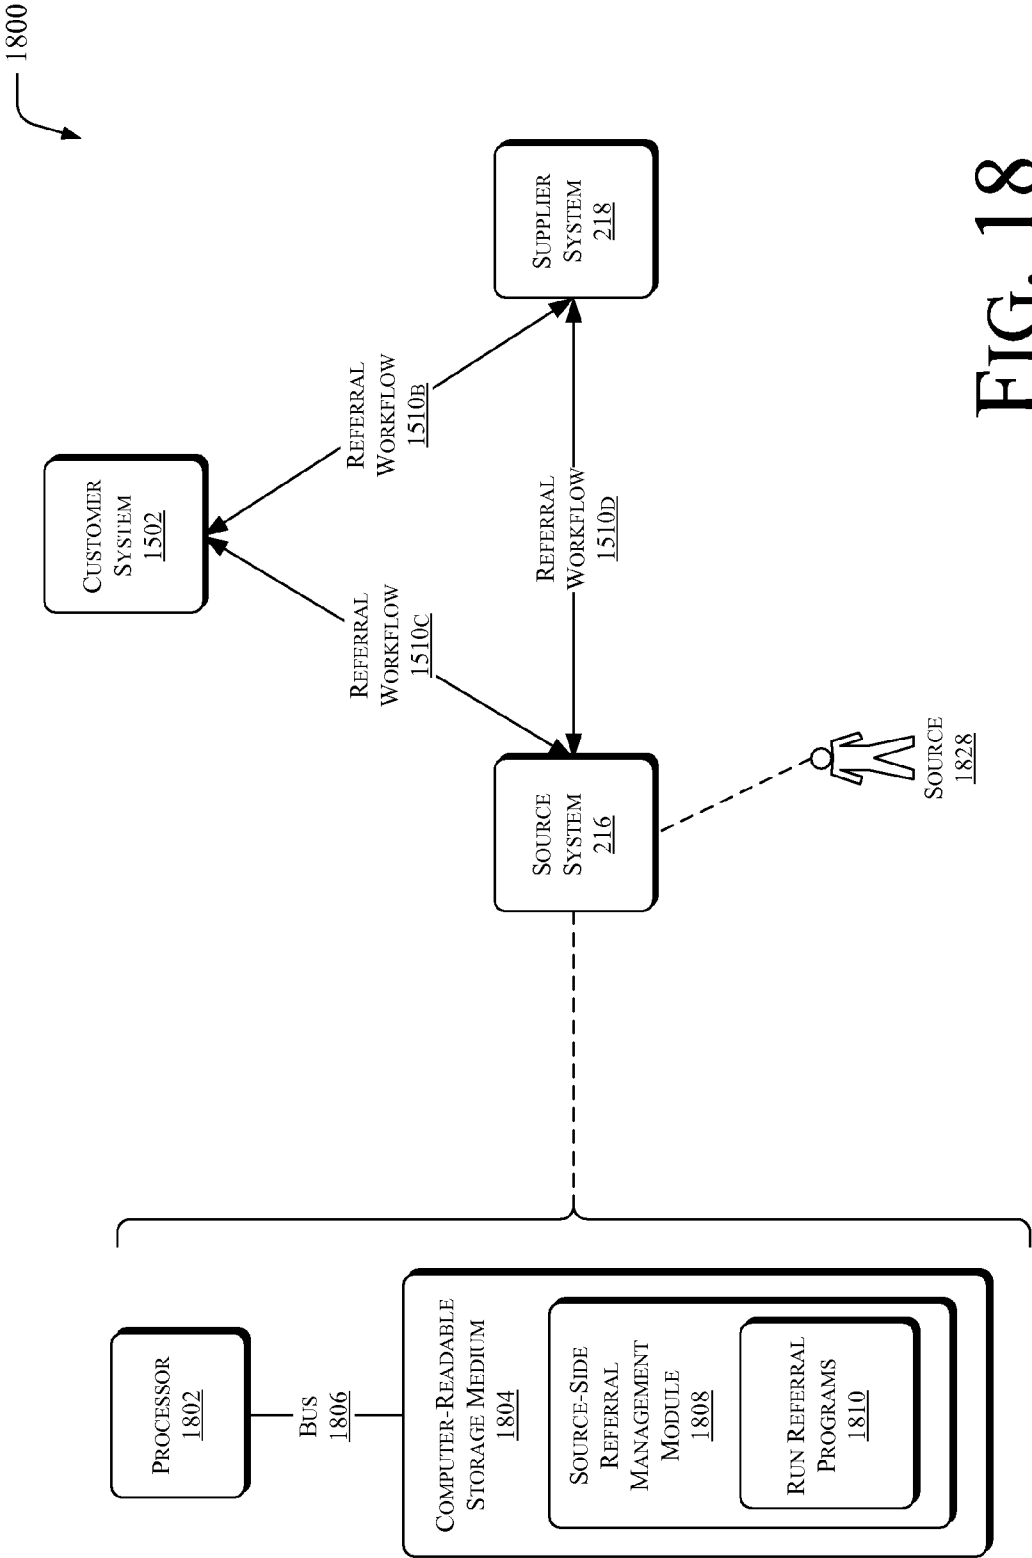 1800
PROCESSOR
1802
BUS
1806
COMPUTER-READABLE
STORAGE MEDIUM
1804
SOURCE-SIDE
REFERRAL
MANAGEMENT
MODULE
1808
RUN REFERRAL
PROGRAMS
1810
CUSTOMER
SYSTEM
1502
REFERRAL
WORKFLOW
1510C
REFERRAL
WORKFLOW
1510B
SOURCE
SYSTEM
216
REFERRAL
WORKFLOW
1510D
SUPPLIER
SYSTEM
218
SOURCE
1828
FIG. 18